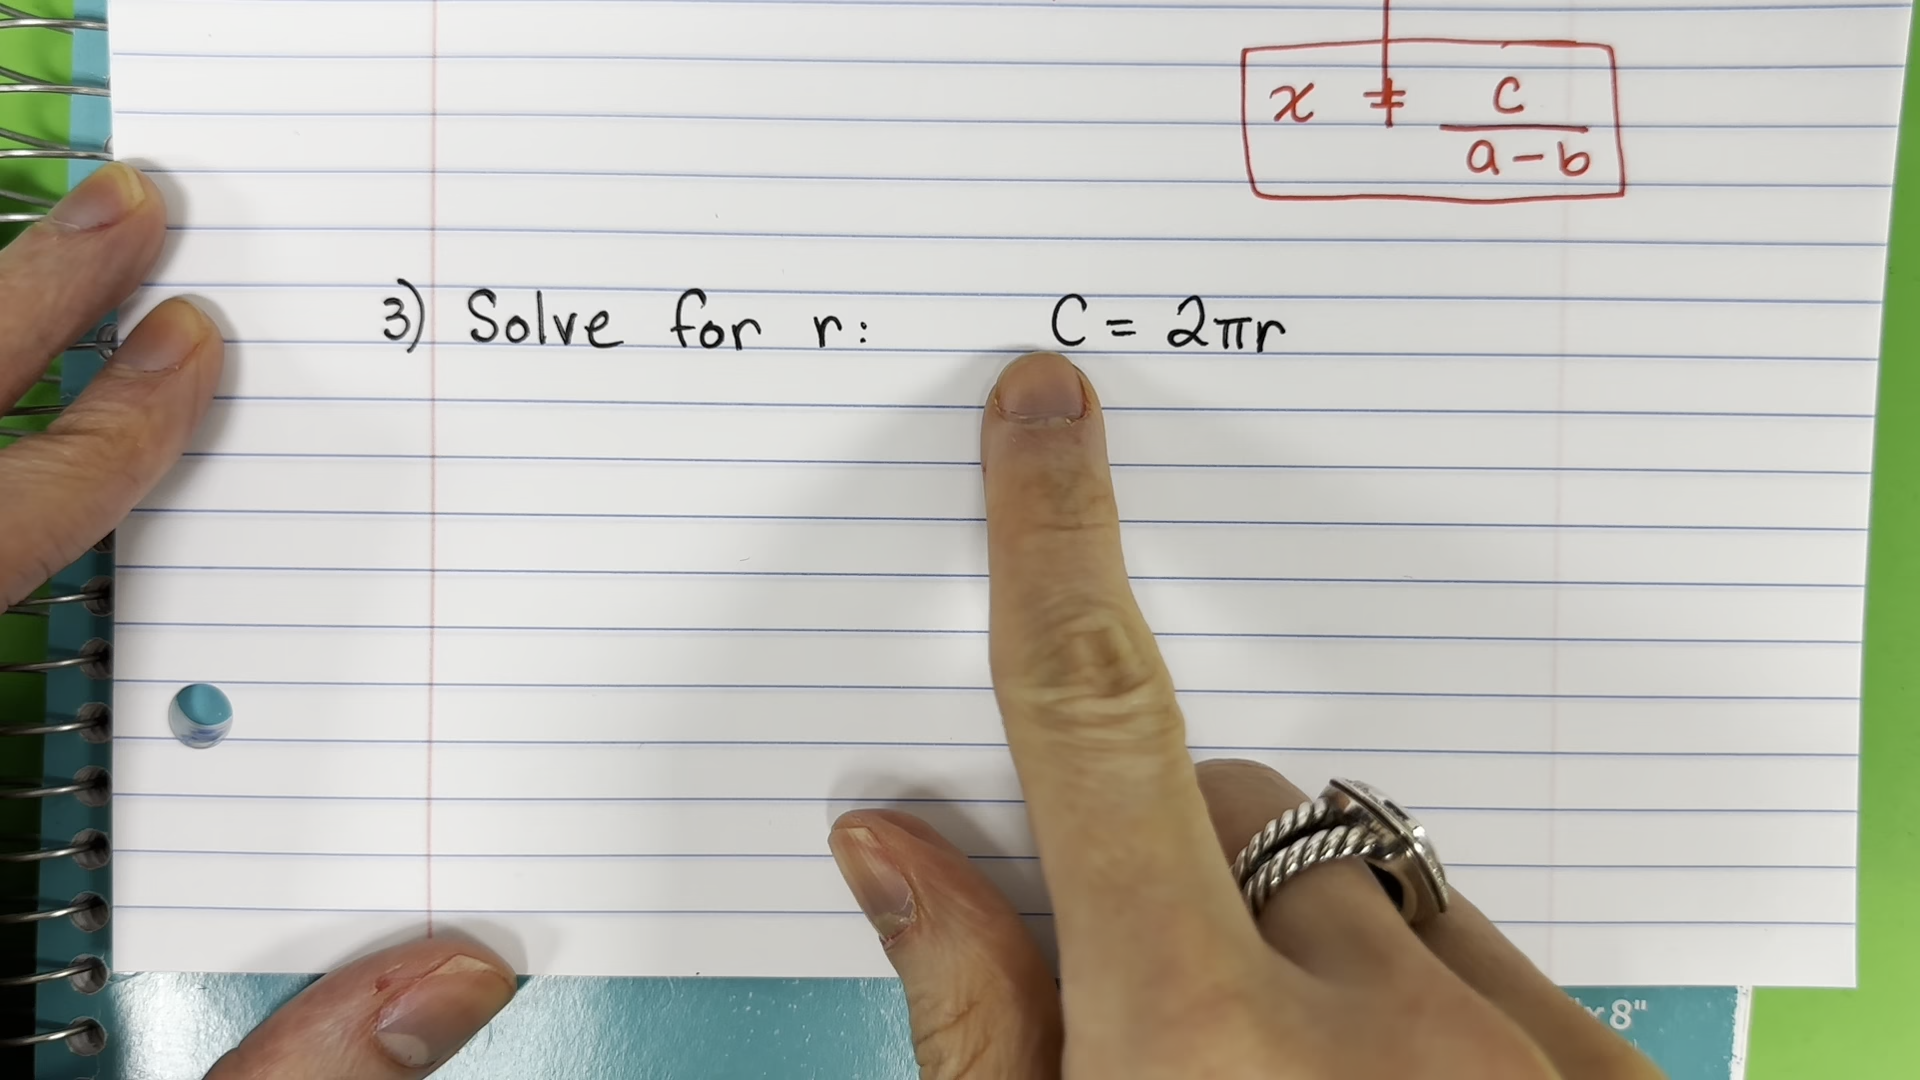 x = c / a - b
3) Solve for r: C = 2πr
x 8"